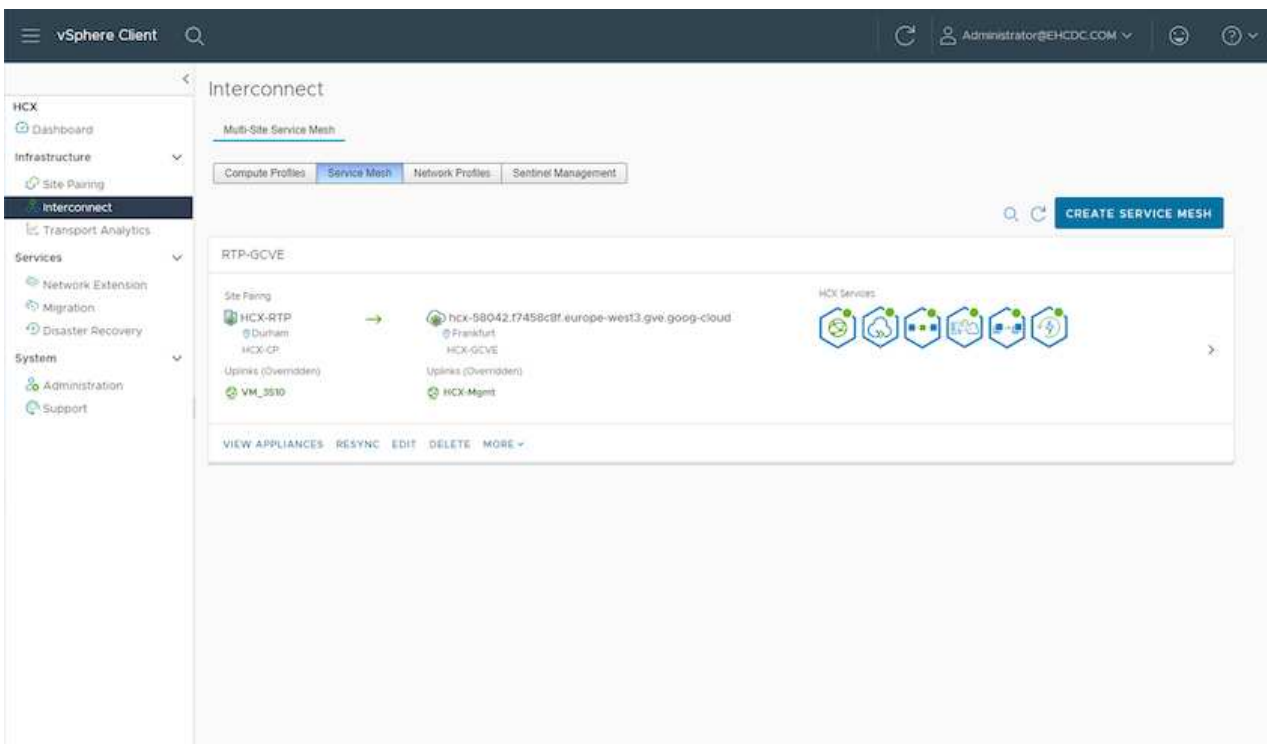 vSphere Client
Administrator@EHCDC.COM
HCX
Dashboard
Infrastructure
Site Pairing
Interconnect
Transport Analytics
Services
Network Extension
Migration
Disaster Recovery
System
Administration
Support
Interconnect
Multi-Site Service Mesh
Compute Profiles
Service Mesh
Network Profiles
Sentinel Management
CREATE SERVICE MESH
RTP-GCVE
Site Pairing
HCX-RTP
Durham
HCX-CP
Uplinks (Overridden)
VM_3510
hcx-58042.f7458c8f.europe-west3.gve.goog-cloud
Frankfurt
HCX-GCVE
Uplinks (Overridden)
HCX-Mgmt
HCX Services
VIEW APPLIANCES RESYNC EDIT DELETE MORE